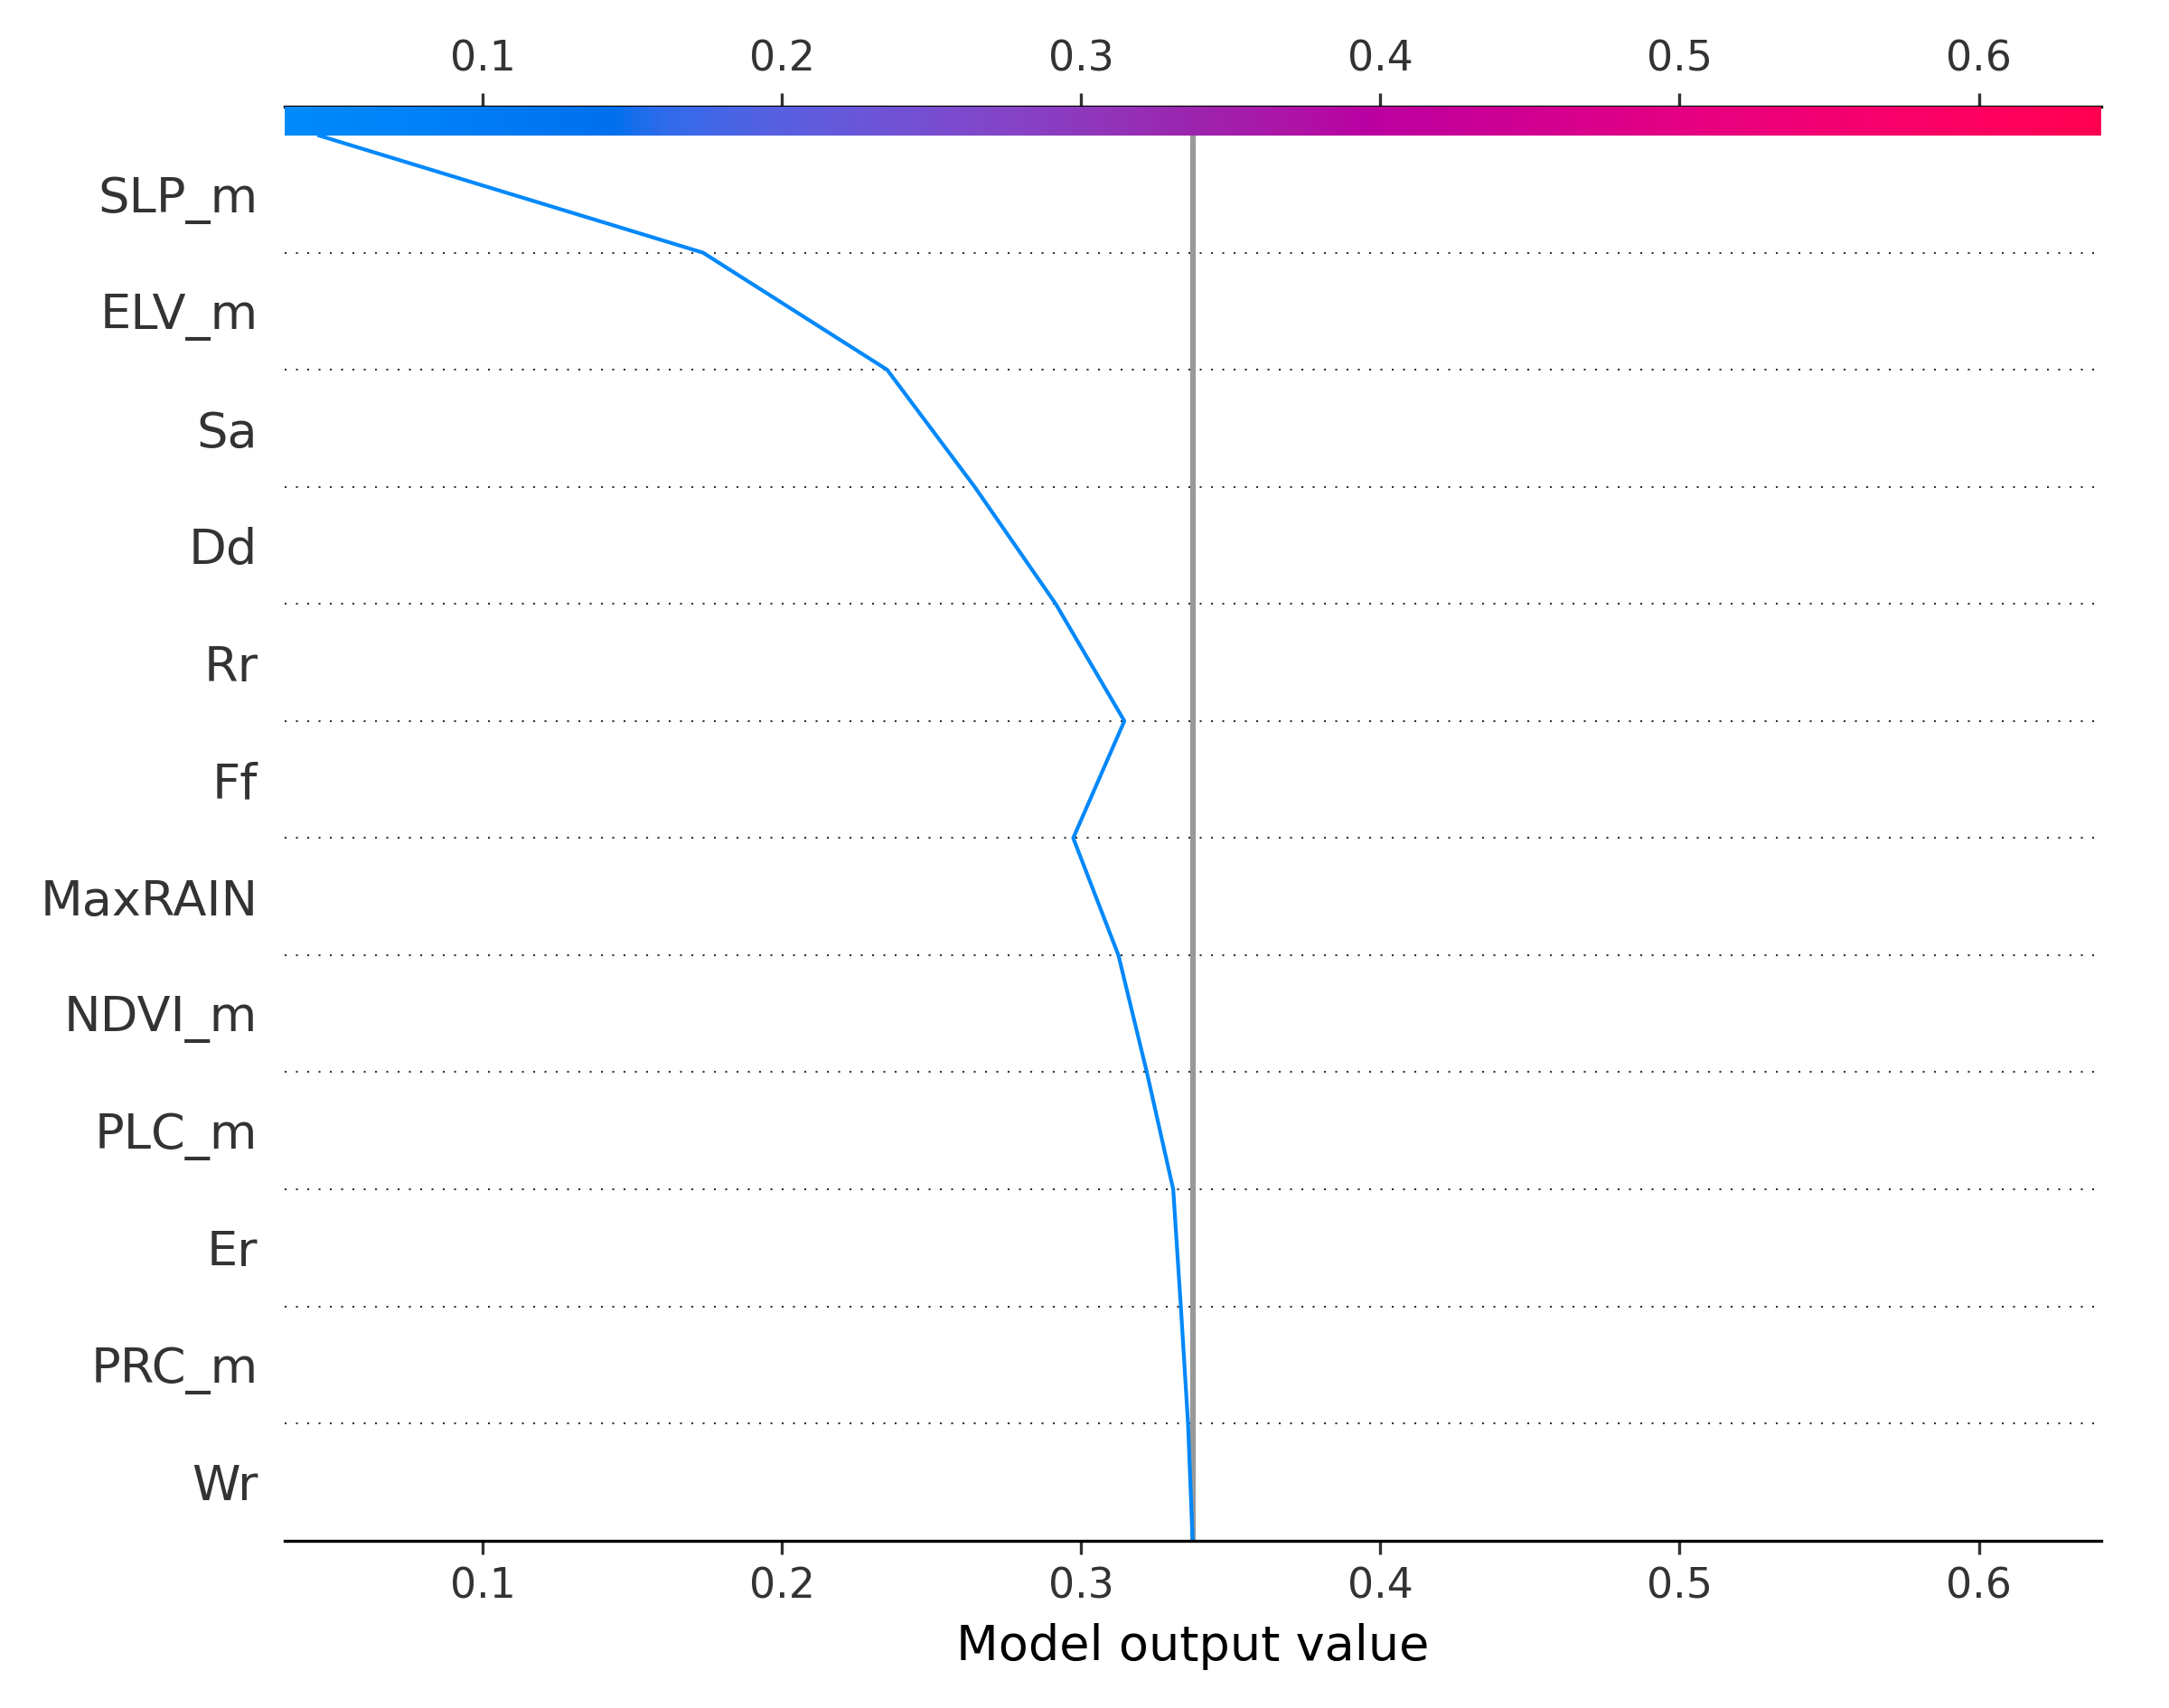 0.1 0.2 0.3 0.4 0.5 0.6
SLP_m
ELV_m
Sa
Dd
Rr
Ff
MaxRAIN
NDVI_m
PLC_m
Er
PRC_m
Wr
0.1 0.2 0.3 0.4 0.5 0.6
Model output value